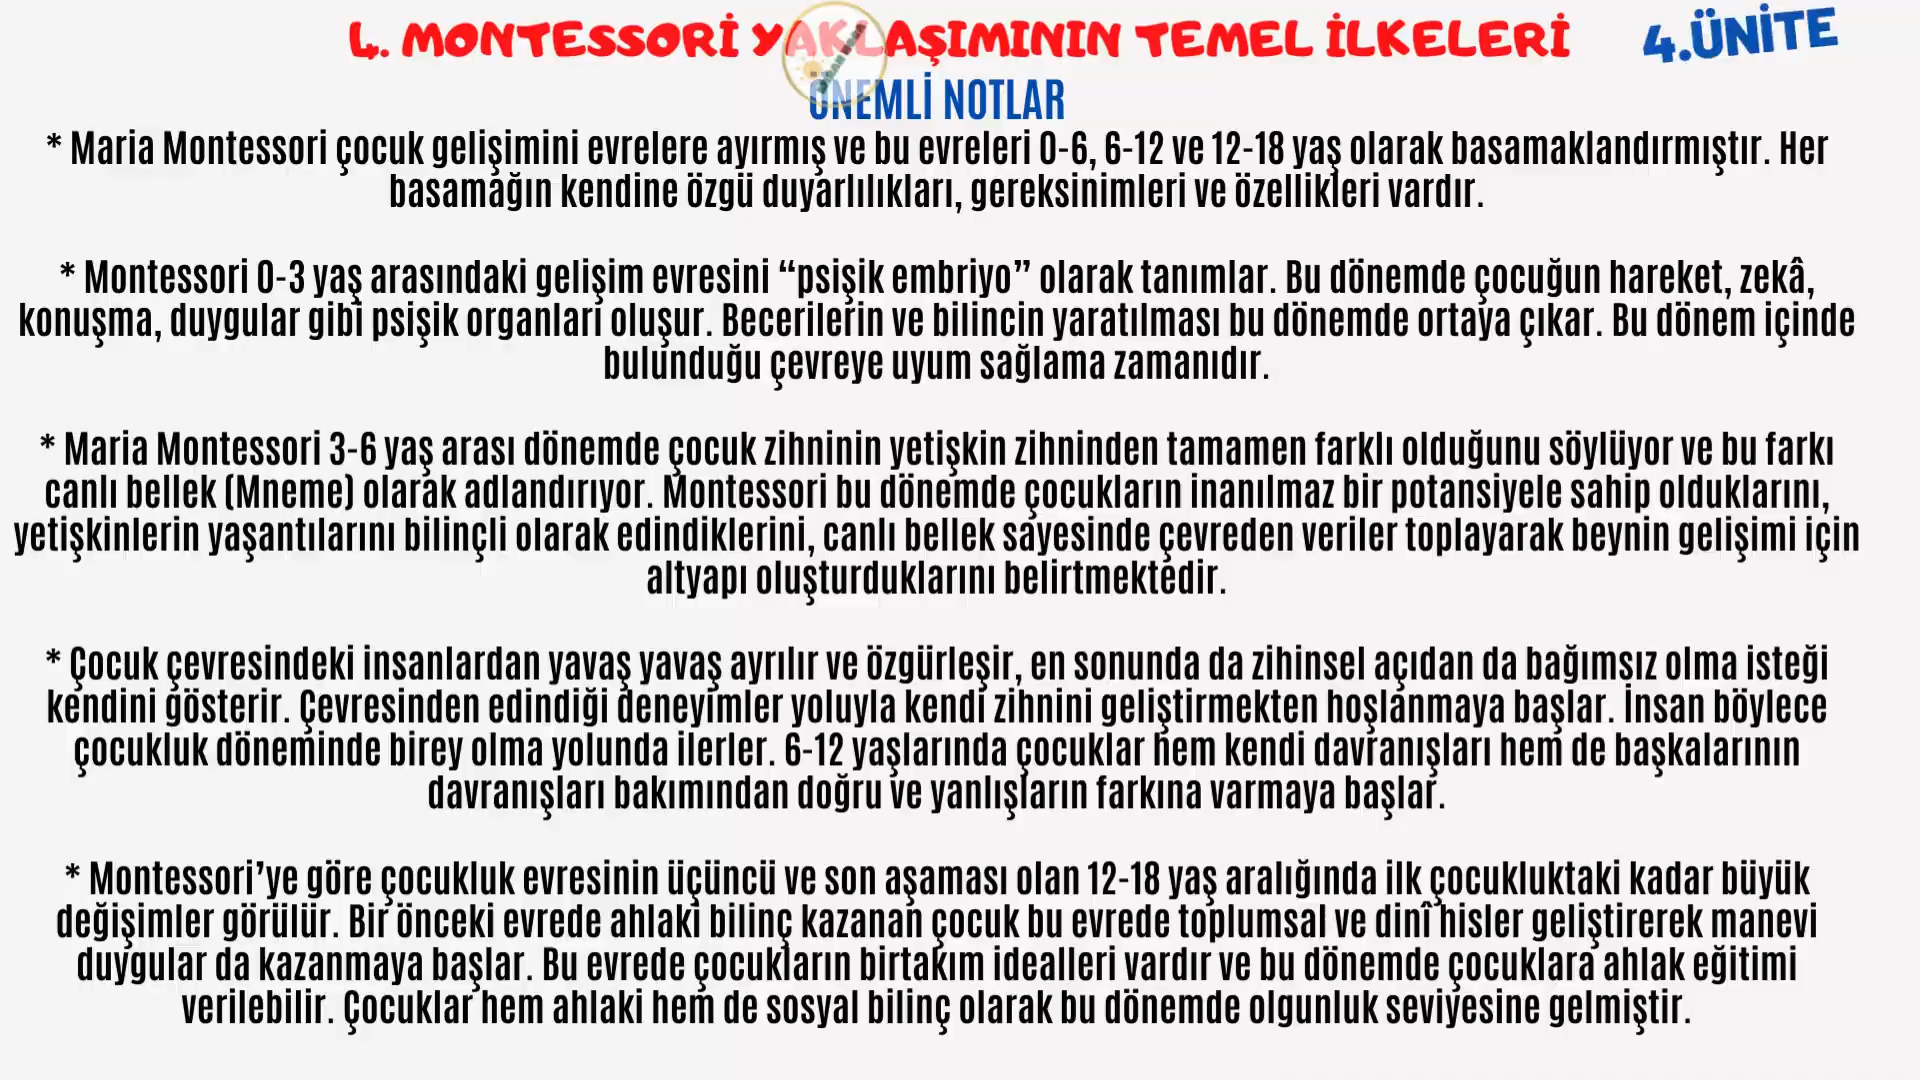 4. MONTESSORİ YAKLAŞIMININ TEMEL İLKELERİ
4.ÜNİTE
ÖNEMLİ NOTLAR
* Maria Montessori çocuk gelişimini evrelere ayırmış ve bu evreleri 0-6, 6-12 ve 12-18 yaş olarak basamaklandırmıştır. Her
basamağın kendine özgü duyarlılıkları, gereksinimleri ve özellikleri vardır.
* Montessori 0-3 yaş arasındaki gelişim evresini “psişik embriyo” olarak tanımlar. Bu dönemde çocuğun hareket, zekâ,
konuşma, duygular gibi psişik organları oluşur. Becerilerin ve bilincin yaratılması bu dönemde ortaya çıkar. Bu dönem içinde
bulunduğu çevreye uyum sağlama zamanıdır.
* Maria Montessori 3-6 yaş arası dönemde çocuk zihninin yetişkin zihninden tamamen farklı olduğunu söylüyor ve bu farkı
canlı bellek (Mneme) olarak adlandırıyor. Montessori bu dönemde çocukların inanılmaz bir potansiyele sahip olduklarını,
yetişkinlerin yaşantılarını bilinçli olarak edindiklerini, canlı bellek sayesinde çevreden veriler toplayarak beynin gelişimi için
altyapı oluşturduklarını belirtmektedir.
* Çocuk çevresindeki insanlardan yavaş yavaş ayrılır ve özgürleşir, en sonunda da zihinsel açıdan da bağımsız olma isteği
kendini gösterir. Çevresinden edindiği deneyimler yoluyla kendi zihnini geliştirmekten hoşlanmaya başlar. İnsan böylece
çocukluk döneminde birey olma yolunda ilerler. 6-12 yaşlarında çocuklar hem kendi davranışları hem de başkalarının
davranışları bakımından doğru ve yanlışların farkına varmaya başlar.
* Montessori’ye göre çocukluk evresinin üçüncü ve son aşaması olan 12-18 yaş aralığında ilk çocukluktaki kadar büyük
değişimler görülür. Bir önceki evrede ahlaki bilinç kazanan çocuk bu evrede toplumsal ve dinî hisler geliştirerek manevi
duygular da kazanmaya başlar. Bu evrede çocukların birtakım idealleri vardır ve bu dönemde çocuklara ahlak eğitimi
verilebilir. Çocuklar hem ahlaki hem de sosyal bilinç olarak bu dönemde olgunluk seviyesine gelmiştir.